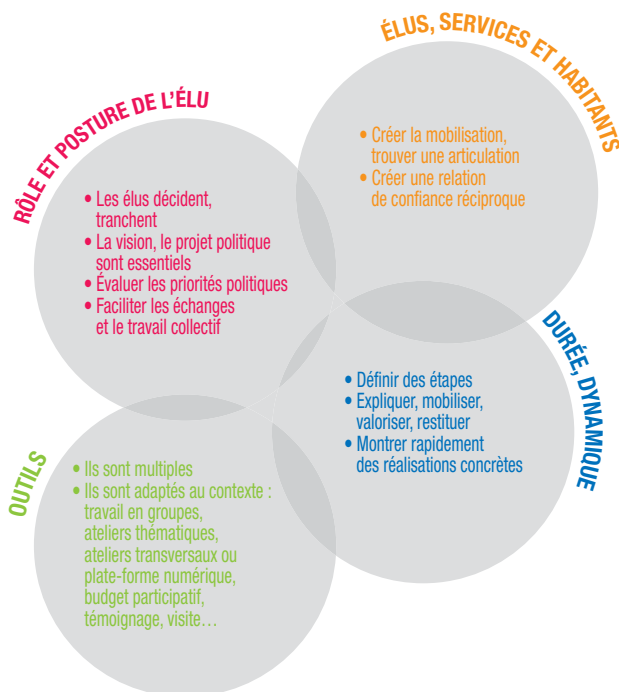 RÔLE ET POSTURE DE L'ÉLU
• Les élus décident,
tranchent
• La vision, le projet politique
sont essentiels
• Évaluer les priorités politiques
• Faciliter les échanges
et le travail collectif
ÉLUS, SERVICES ET HABITANTS
• Créer la mobilisation,
trouver une articulation
• Créer une relation
de confiance réciproque
DURÉE, DYNAMIQUE
• Définir des étapes
• Expliquer, mobiliser,
valoriser, restituer
• Montrer rapidement
des réalisations concrètes
OUTILS
• Ils sont multiples
• Ils sont adaptés au contexte :
travail en groupes,
ateliers thématiques,
ateliers transversaux ou
plate-forme numérique,
budget participatif,
témoignage, visite…